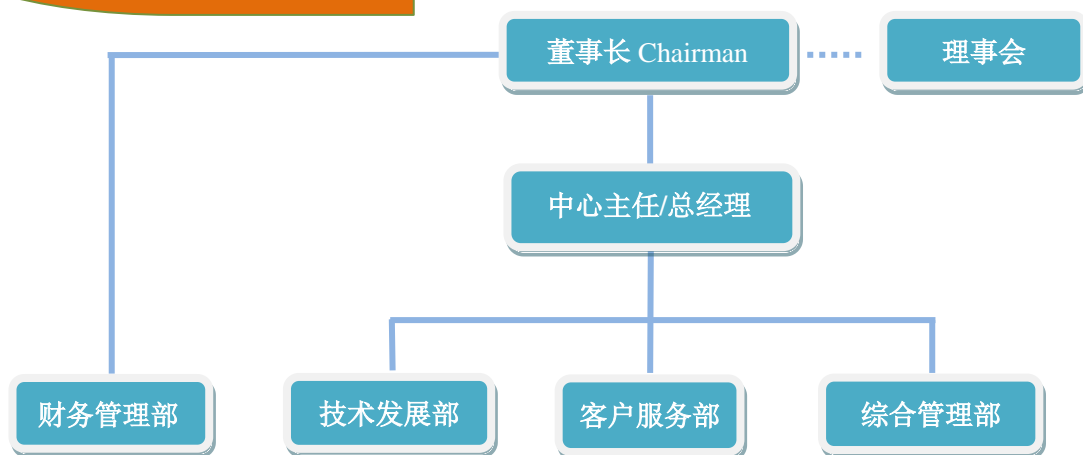 董事长 Chairman
理事会
中心主任/总经理
财务管理部
技术发展部
客户服务部
综合管理部